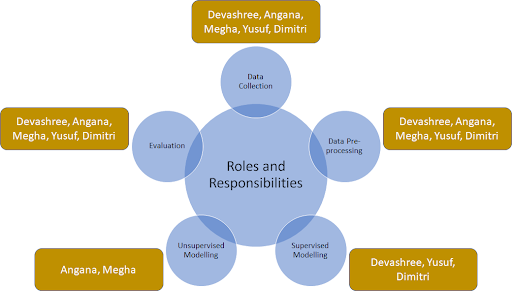 Devashree, Angana,
Megha, Yusuf, Dimitri
Data
Collection
Devashree, Angana,
Megha, Yusuf, Dimitri
Evaluation
Devashree, Angana,
Megha, Yusuf, Dimitri
Data Pre-
processing
Roles and
Responsibilities
Unsupervised
Modelling
Angana, Megha
Supervised
Modelling
Devashree, Yusuf,
Dimitri